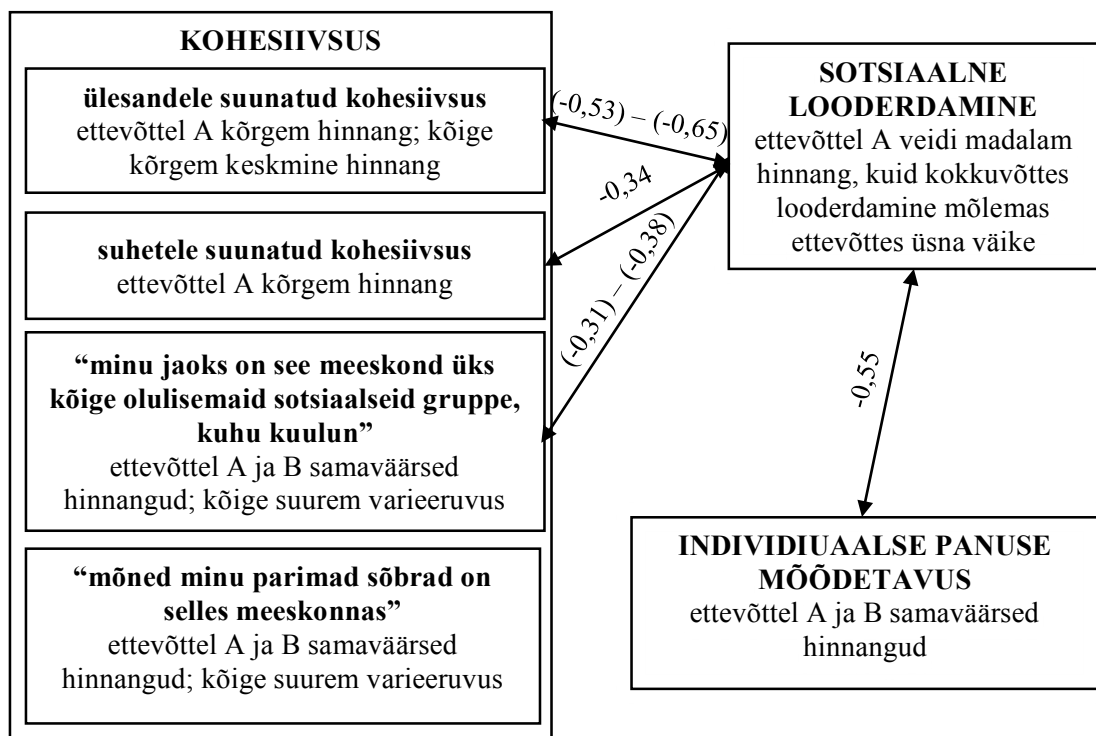 KOHESIIVSUS
ülesandele suunatud kohesiivsus
ettevõttel A kõrgem hinnang; kõige
kõrgem keskmine hinnang
suhetele suunatud kohesiivsus
ettevõttel A kõrgem hinnang
“minu jaoks on see meeskond üks
kõige olulisemaid sotsiaalseid gruppe,
kuhu kuulun”
ettevõttel A ja B samaväärsed
hinnangud; kõige suurem varieeruvus
“mõned minu parimad sõbrad on
selles meeskonnas”
ettevõttel A ja B samaväärsed
hinnangud; kõige suurem varieeruvus
(-0,53) – (-0,65)
-0,34
(-0,31) – (-0,38)
SOTSIAALNE
LOODERDAMINE
ettevõttel A veidi madalam
hinnang, kuid kokkuvõttes
looderdamine mõlemas
ettevõttes üsna väike
-0,55
INDIVIDIUAALSE PANUSE
MÕÕDETAVUS
ettevõttel A ja B samaväärsed
hinnangud